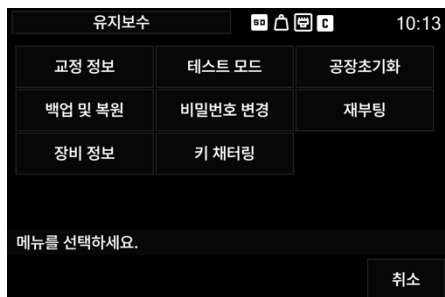 유지보수 SD C 10:13
교정 정보 테스트 모드 공장초기화
백업 및 복원 비밀번호 변경 재부팅
장비 정보 키 채터링
메뉴를 선택하세요.
취소